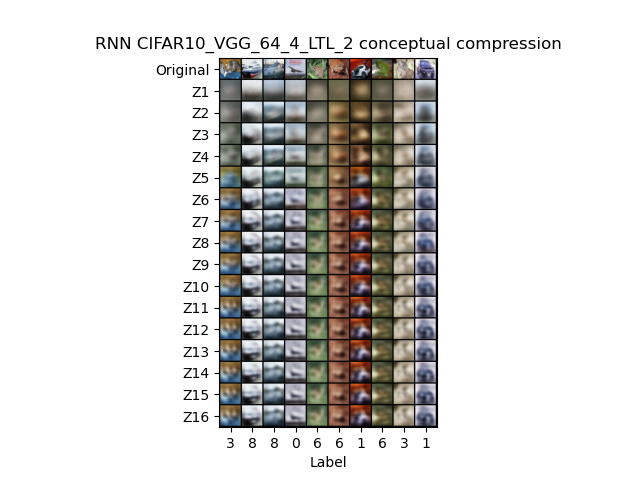 RNN CIFAR10_VGG_64_4_LTL_2 conceptual compression
Original
Z1
Z2
Z3
Z4
Z5
Z6
Z7
Z8
Z9
Z10
Z11
Z12
Z13
Z14
Z15
Z16
3 8 8 0 6 6 1 6 3 1
Label